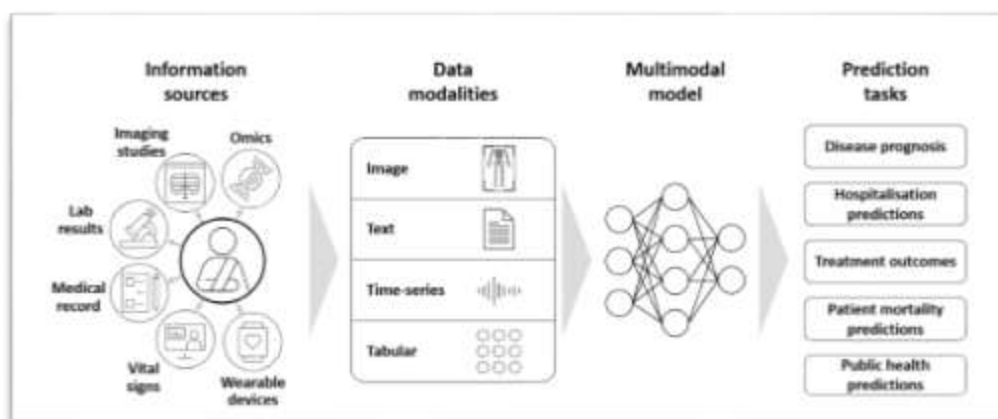 Information
sources
Data
modalities
Multimodal
model
Prediction
tasks
Imaging
studies
Omics
Lab
results
Medical
record
Vital
signs
Wearable
devices
Image
Text
Time-series
Tabular
Disease prognosis
Hospitalisation
predictions
Treatment outcomes
Patient mortality
predictions
Public health
predictions